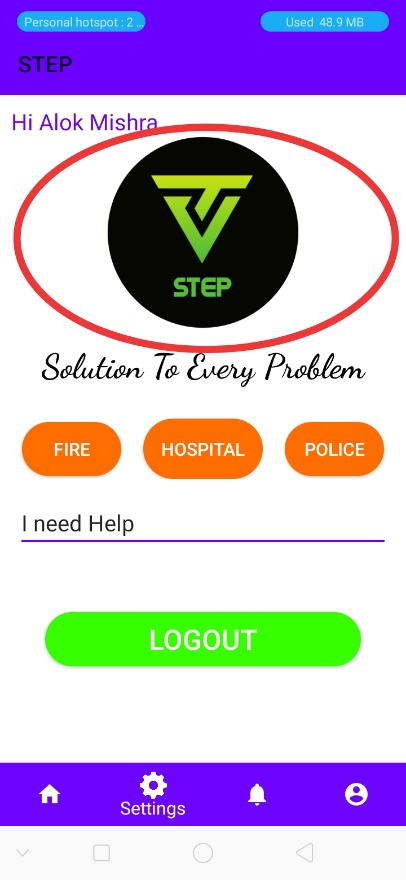 Personal hotspot : 2 ... Used 48.9 MB
STEP
Hi Alok Mishra
STEP
Solution To Every Problem
FIRE HOSPITAL POLICE
I need Help
LOGOUT
Settings